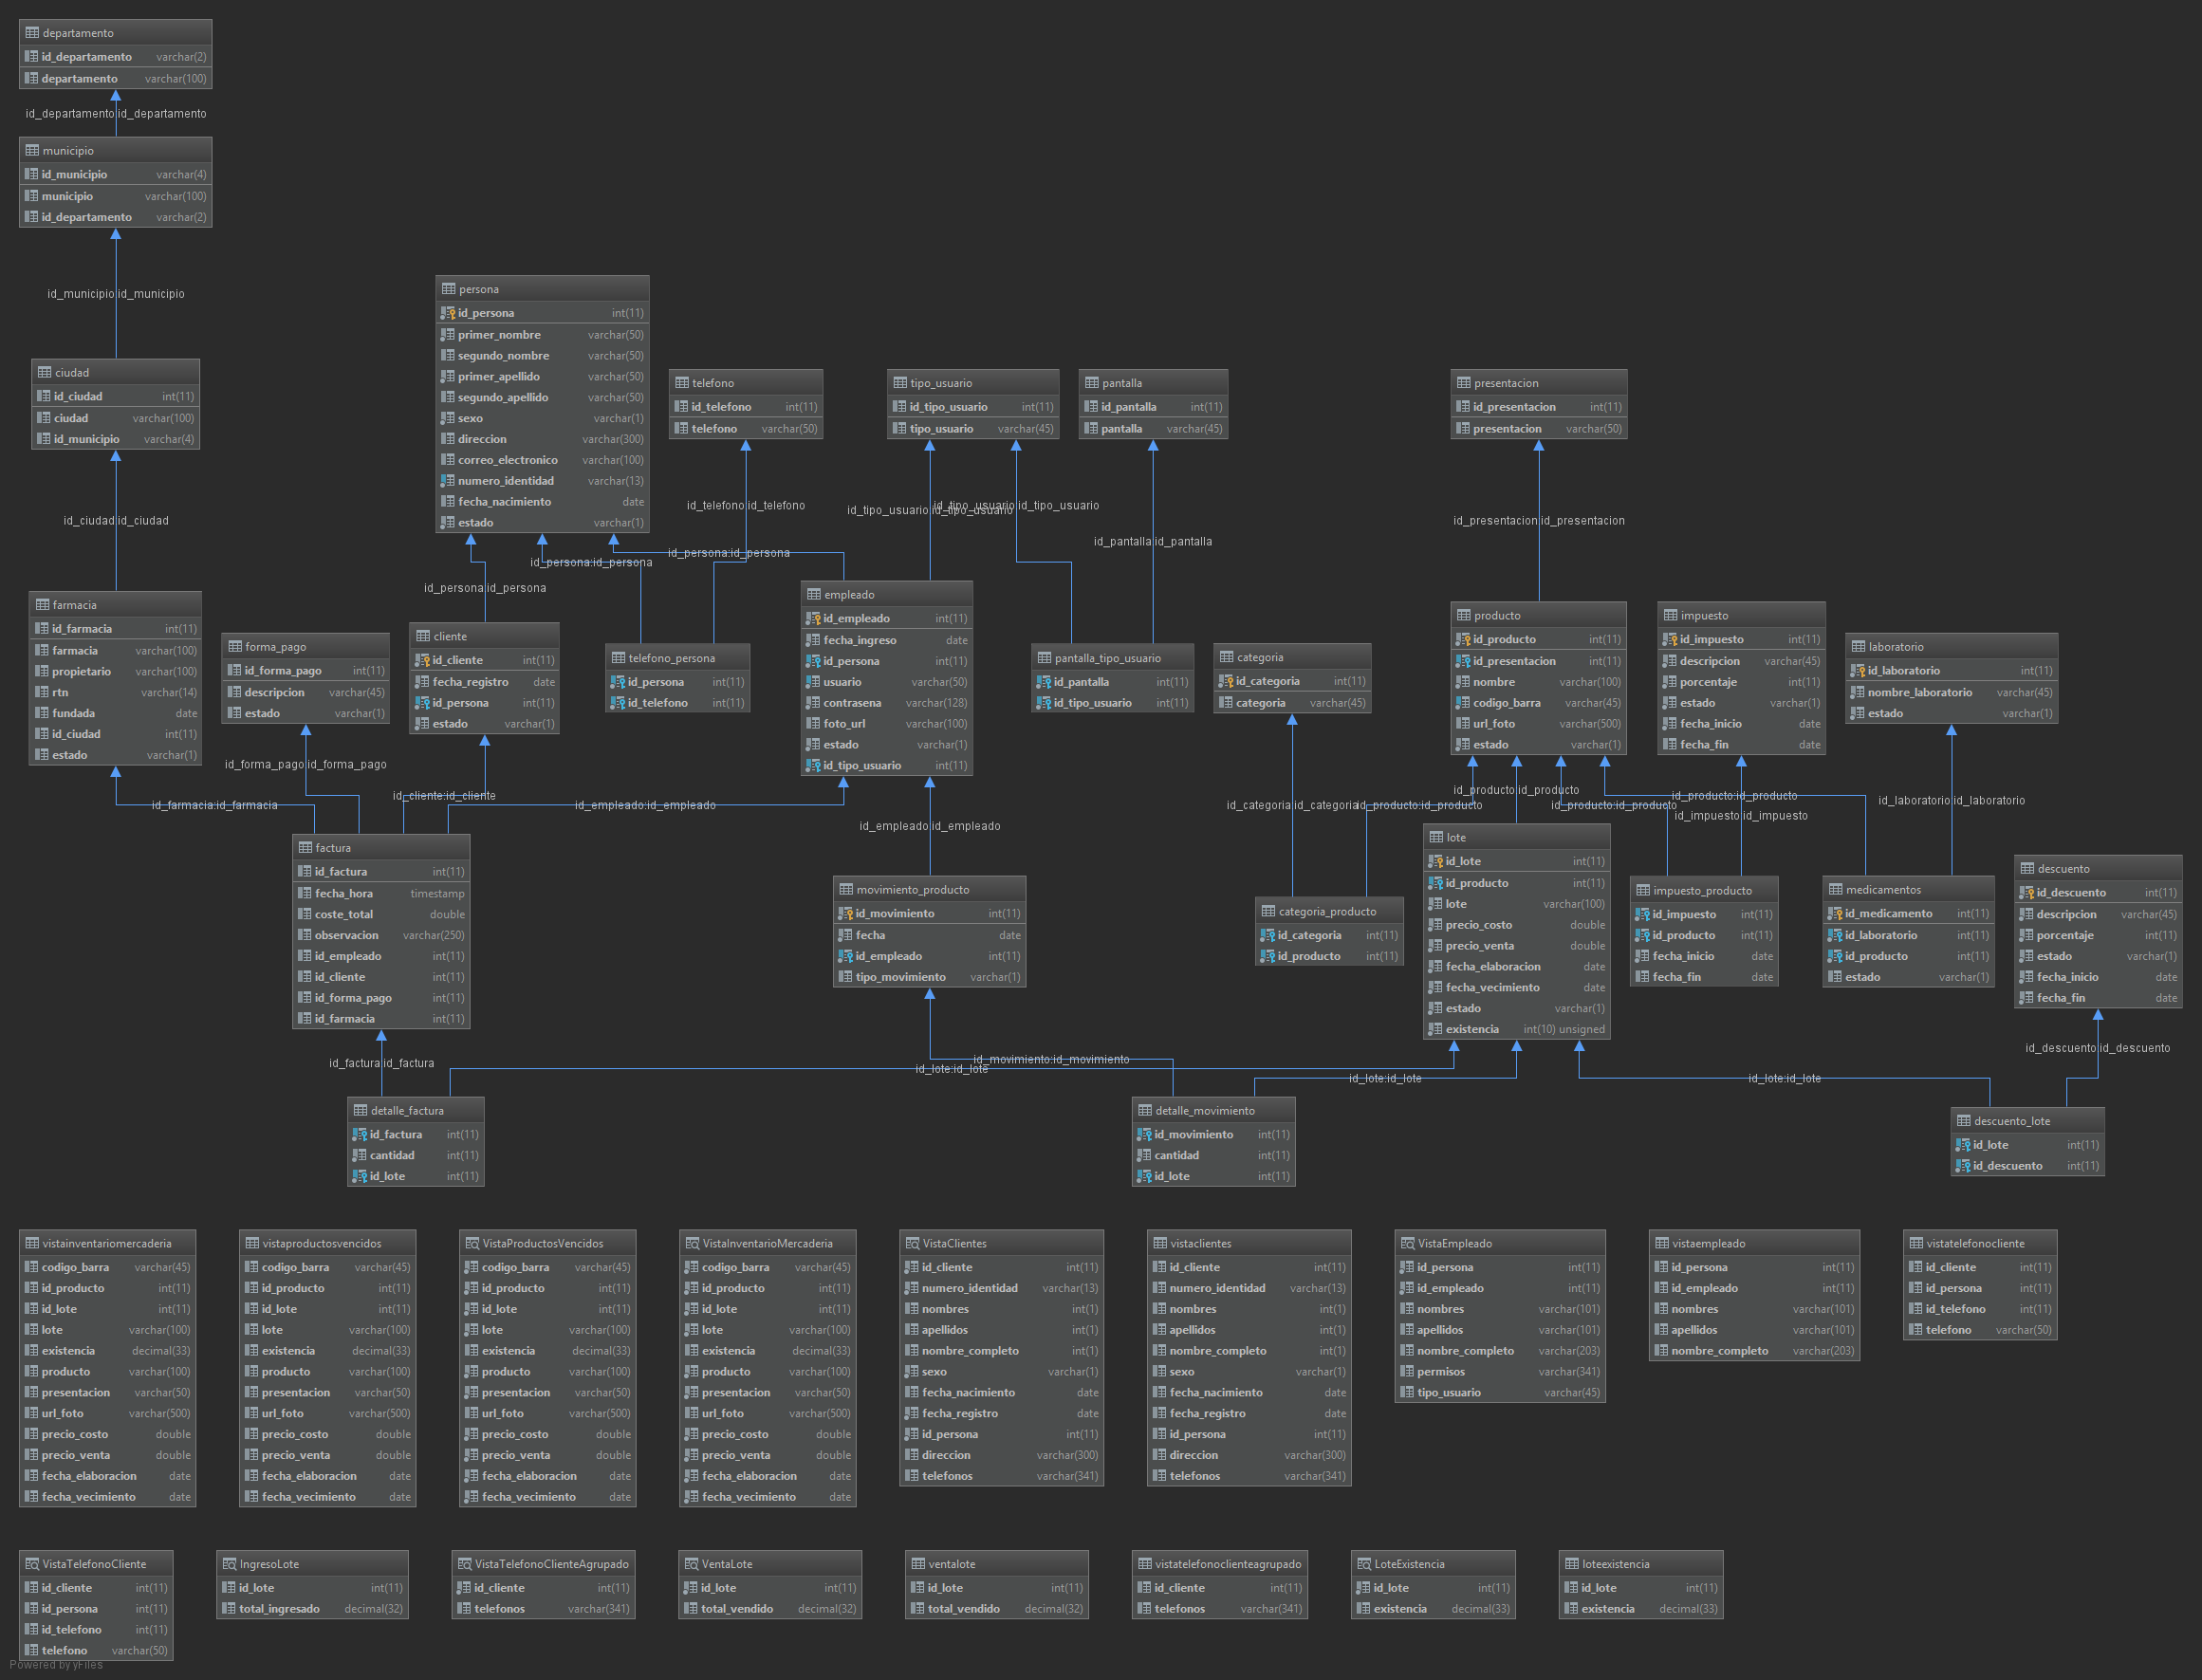 departamento
id_departamento varchar(2)
departamento varchar(100)
id_departamento:id_departamento
municipio
id_municipio varchar(4)
municipio varchar(100)
id_departamento varchar(2)
id_municipio:id_municipio
ciudad
id_ciudad int(11)
ciudad varchar(100)
id_municipio varchar(4)
id_ciudad:id_ciudad
persona
id_persona int(11)
primer_nombre varchar(50)
segundo_nombre varchar(50)
primer_apellido varchar(50)
segundo_apellido varchar(50)
sexo varchar(1)
direccion varchar(300)
correo_electronico varchar(100)
numero_identidad varchar(13)
fecha_nacimiento date
estado varchar(1)
telefono
id_telefono int(11)
telefono varchar(50)
tipo_usuario
id_tipo_usuario int(11)
tipo_usuario varchar(45)
pantalla
id_pantalla int(11)
pantalla varchar(45)
presentacion
id_presentacion int(11)
presentacion varchar(50)
id_telefono:id_telefono
id_tipo_usuario:id_tipo_usuario
id_tipo_usuario:id_tipo_usuario
id_pantalla:id_pantalla
id_presentacion:id_presentacion
id_persona:id_persona
id_persona:id_persona
id_persona:id_persona
farmacia
id_farmacia int(11)
farmacia varchar(100)
propietario varchar(100)
rtn varchar(14)
fundada date
id_ciudad int(11)
estado varchar(1)
forma_pago
id_forma_pago int(11)
descripcion varchar(45)
estado varchar(1)
cliente
id_cliente int(11)
fecha_registro date
id_persona int(11)
estado varchar(1)
telefono_persona
id_persona int(11)
id_telefono int(11)
empleado
id_empleado int(11)
fecha_ingreso date
id_persona int(11)
usuario varchar(50)
contrasena varchar(128)
foto_url varchar(100)
estado varchar(1)
id_tipo_usuario int(11)
pantalla_tipo_usuario
id_pantalla int(11)
id_tipo_usuario int(11)
categoria
id_categoria int(11)
categoria varchar(45)
producto
id_producto int(11)
id_presentacion int(11)
nombre varchar(100)
codigo_barra varchar(45)
url_foto varchar(500)
estado varchar(1)
impuesto
id_impuesto int(11)
descripcion varchar(45)
porcentaje int(11)
estado varchar(1)
fecha_inicio date
fecha_fin date
laboratorio
id_laboratorio int(11)
nombre_laboratorio varchar(45)
estado varchar(1)
id_farmacia:id_farmacia
id_forma_pago:id_forma_pago
id_cliente:id_cliente
id_empleado:id_empleado
id_empleado:id_empleado
id_categoria:id_categoria
id_producto:id_producto
id_producto:id_producto
id_producto:id_producto
id_producto:id_producto
id_impuesto:id_impuesto
id_laboratorio:id_laboratorio
factura
id_factura int(11)
fecha_hora timestamp
coste_total double
observacion varchar(250)
id_empleado int(11)
id_cliente int(11)
id_forma_pago int(11)
id_farmacia int(11)
movimiento_producto
id_movimiento int(11)
fecha date
id_empleado int(11)
tipo_movimiento varchar(1)
categoria_producto
id_categoria int(11)
id_producto int(11)
lote
id_lote int(11)
id_producto int(11)
lote varchar(100)
precio_costo double
precio_venta double
fecha_elaboracion date
fecha_vecimiento date
estado varchar(1)
existencia int(10) unsigned
impuesto_producto
id_impuesto int(11)
id_producto int(11)
fecha_inicio date
fecha_fin date
medicamentos
id_medicamento int(11)
id_laboratorio int(11)
id_producto int(11)
estado varchar(1)
descuento
id_descuento int(11)
descripcion varchar(45)
porcentaje int(11)
estado varchar(1)
fecha_inicio date
fecha_fin date
id_factura:id_factura
id_lote:id_lote
id_movimiento:id_movimiento
id_lote:id_lote
id_lote:id_lote
id_descuento:id_descuento
detalle_factura
id_factura int(11)
cantidad int(11)
id_lote int(11)
detalle_movimiento
id_movimiento int(11)
cantidad int(11)
id_lote int(11)
descuento_lote
id_lote int(11)
id_descuento int(11)
vistainventariomercaderia
codigo_barra varchar(45)
id_producto int(11)
id_lote int(11)
lote varchar(100)
existencia decimal(33)
producto varchar(100)
presentacion varchar(50)
url_foto varchar(500)
precio_costo double
precio_venta double
fecha_elaboracion date
fecha_vecimiento date
vistaproductosvencidos
codigo_barra varchar(45)
id_producto int(11)
id_lote int(11)
lote varchar(100)
existencia decimal(33)
producto varchar(100)
presentacion varchar(50)
url_foto varchar(500)
precio_costo double
precio_venta double
fecha_elaboracion date
fecha_vecimiento date
VistaProductosVencidos
codigo_barra varchar(45)
id_producto int(11)
id_lote int(11)
lote varchar(100)
existencia decimal(33)
producto varchar(100)
presentacion varchar(50)
url_foto varchar(500)
precio_costo double
precio_venta double
fecha_elaboracion date
fecha_vecimiento date
VistaInventarioMercaderia
codigo_barra varchar(45)
id_producto int(11)
id_lote int(11)
lote varchar(100)
existencia decimal(33)
producto varchar(100)
presentacion varchar(50)
url_foto varchar(500)
precio_costo double
precio_venta double
fecha_elaboracion date
fecha_vecimiento date
VistaClientes
id_cliente int(11)
numero_identidad varchar(13)
nombres int(1)
apellidos int(1)
nombre_completo int(1)
sexo varchar(1)
fecha_nacimiento date
fecha_registro date
id_persona int(11)
direccion varchar(300)
telefonos varchar(341)
vistaclientes
id_cliente int(11)
numero_identidad varchar(13)
nombres int(1)
apellidos int(1)
nombre_completo int(1)
sexo varchar(1)
fecha_nacimiento date
fecha_registro date
id_persona int(11)
direccion varchar(300)
telefonos varchar(341)
VistaEmpleado
id_persona int(11)
id_empleado int(11)
nombres varchar(101)
apellidos varchar(101)
nombre_completo varchar(203)
permisos varchar(341)
tipo_usuario varchar(45)
vistaempleado
id_persona int(11)
id_empleado int(11)
nombres varchar(101)
apellidos varchar(101)
nombre_completo varchar(203)
vistatelefonocliente
id_cliente int(11)
id_persona int(11)
id_telefono int(11)
telefono varchar(50)
VistaTelefonoCliente
id_cliente int(11)
id_persona int(11)
id_telefono int(11)
telefono varchar(50)
IngresoLote
id_lote int(11)
total_ingresado decimal(32)
VistaTelefonoClienteAgrupado
id_cliente int(11)
telefonos varchar(341)
VentaLote
id_lote int(11)
total_vendido decimal(32)
ventalote
id_lote int(11)
total_vendido decimal(32)
vistatelefonoclienteagrupado
id_cliente int(11)
telefonos varchar(341)
LoteExistencia
id_lote int(11)
existencia decimal(33)
loteexistencia
id_lote int(11)
existencia decimal(33)
Powered by yFiles